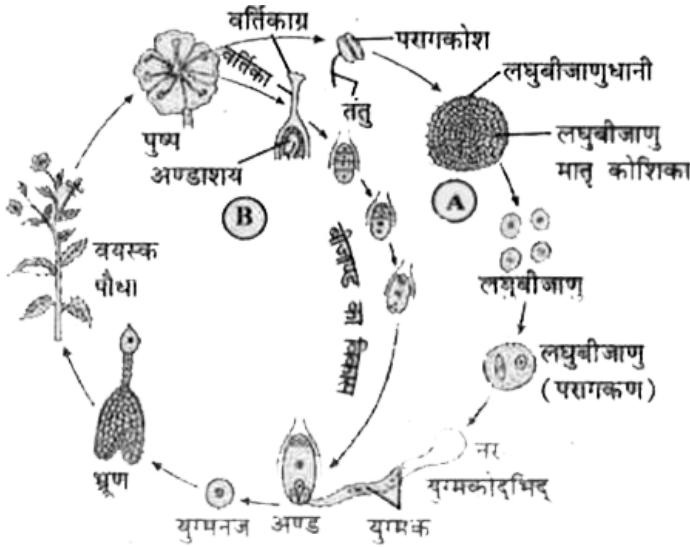 वर्तिकाग्र
परागकोश
वर्तिका
लघुबीजाणुधानी
तंतु
पुष्प
लघुबीजाणु
मातृ कोशिका
अण्डाशय
A
B
वयस्क
पौधा
बीजाण्ड का विकास
लघुबीजाणु
लघुबीजाणु
(परागकण)
नर
युग्मकोद्भिद्
भ्रूण
युग्मनज
अण्ड
युग्मक